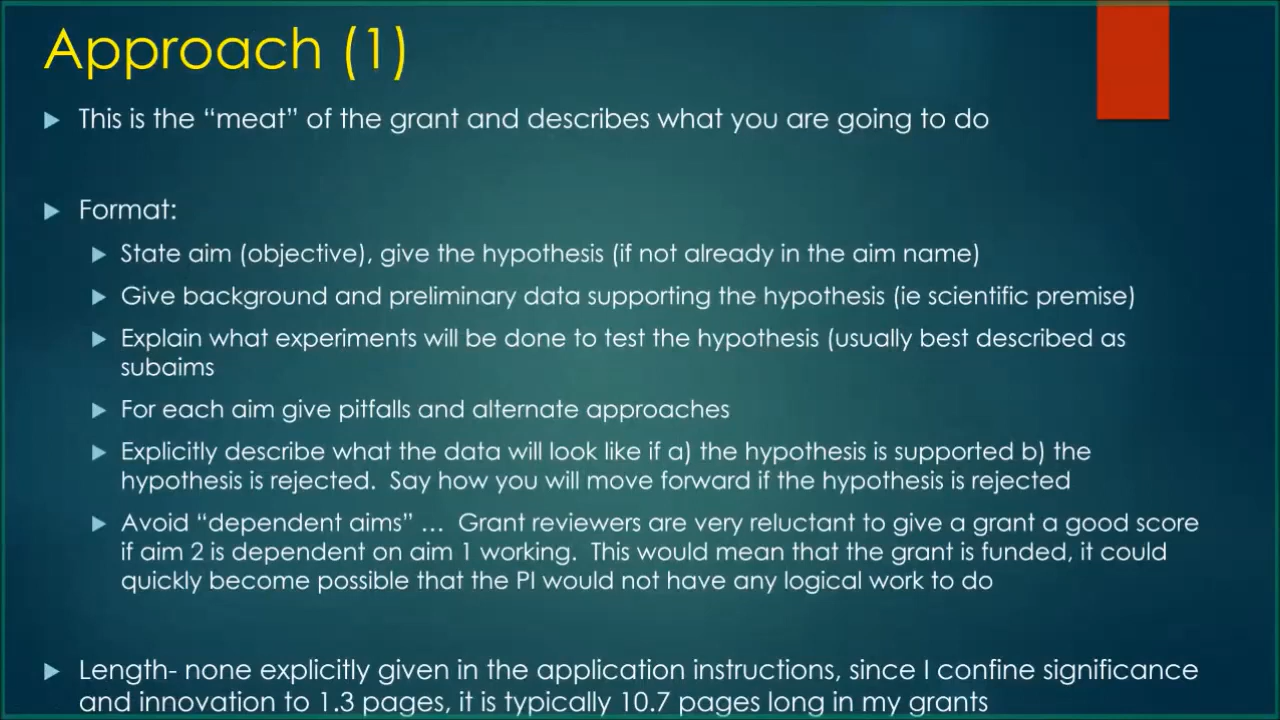 Approach (1)
This is the “meat” of the grant and describes what you are going to do
Format:
State aim (objective), give the hypothesis (if not already in the aim name)
Give background and preliminary data supporting the hypothesis (ie scientific premise)
Explain what experiments will be done to test the hypothesis (usually best described as
subaims
For each aim give pitfalls and alternate approaches
Explicitly describe what the data will look like if a) the hypothesis is supported b) the
hypothesis is rejected.  Say how you will move forward if the hypothesis is rejected
Avoid “dependent aims” …  Grant reviewers are very reluctant to give a grant a good score
if aim 2 is dependent on aim 1 working.  This would mean that the grant is funded, it could
quickly become possible that the PI would not have any logical work to do
Length- none explicitly given in the application instructions, since I confine significance
and innovation to 1.3 pages, it is typically 10.7 pages long in my grants